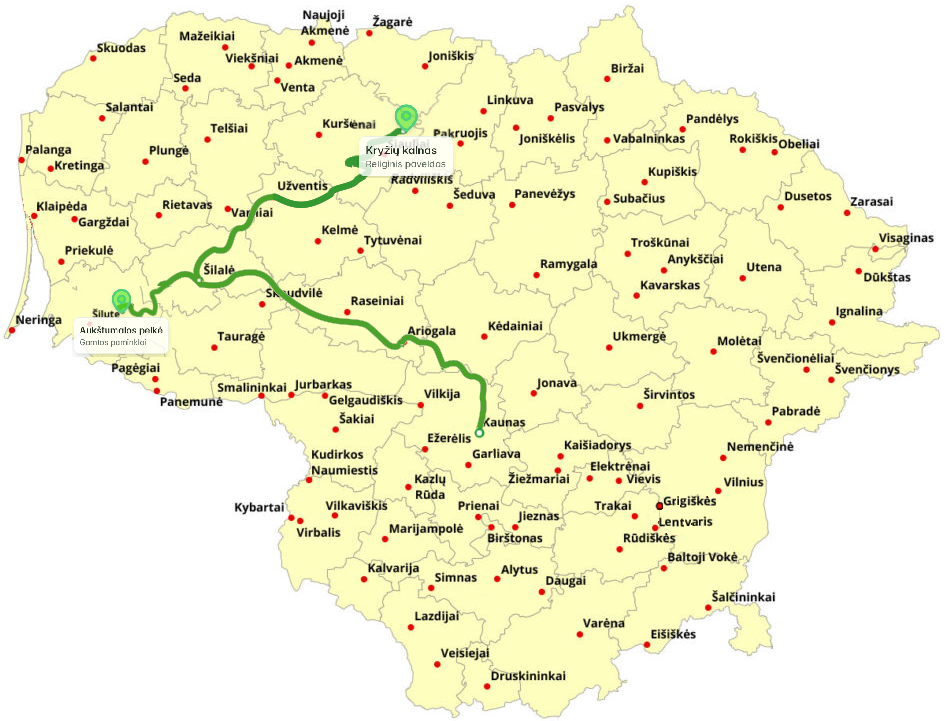 Naujoji
Akmenė
Žagarė
Skuodas
Mažeikiai
Viekšniai
Akmenė
Joniškis
Biržai
Seda
Venta
Salantai
Linkuva
Pasvalys
Pandėlys
Telšiai
Kuršėnai
Pakruojis
Joniškėlis
Vabalninkas
Rokiškis
Obeliai
Palanga
Kretinga
Plungė
Šiauliai
Kryžių kalnas
Religinis paveldas
Radviliškis
Užventis
Šeduva
Panevėžys
Kupiškis
Subačius
Dusetos
Zarasai
Klaipėda
Gargždai
Rietavas
Varniai
Kelmė
Tytuvėnai
Troškūnai
Anykščiai
Visaginas
Priekulė
Šilalė
Ramygala
Kavarskas
Utena
Dūkštas
Skaudvilė
Raseiniai
Neringa
Šilutė
Aukštumalos pelkė
Gamtos paminklai
Tauragė
Ariogala
Kėdainiai
Ukmergė
Molėtai
Ignalina
Švenčionėliai
Švenčionys
Pagėgiai
Panemunė
Smalininkai
Jurbarkas
Gelgaudiškis
Vilkija
Jonava
Širvintos
Šakiai
Kaunas
Pabradė
Ežerėlis
Garliava
Kaišiadorys
Nemenčinė
Kudirkos
Naumiestis
Žiežmariai
Elektrėnai
Vievis
Vilnius
Kazlų
Rūda
Kybartai
Virbalis
Vilkaviškis
Prienai
Jieznas
Trakai
Grigiškės
Lentvaris
Marijampolė
Birštonas
Rūdiškės
Baltoji Vokė
Kalvarija
Simnas
Alytus
Daugai
Šalčininkai
Lazdijai
Varėna
Eišiškės
Veisiejai
Druskininkai